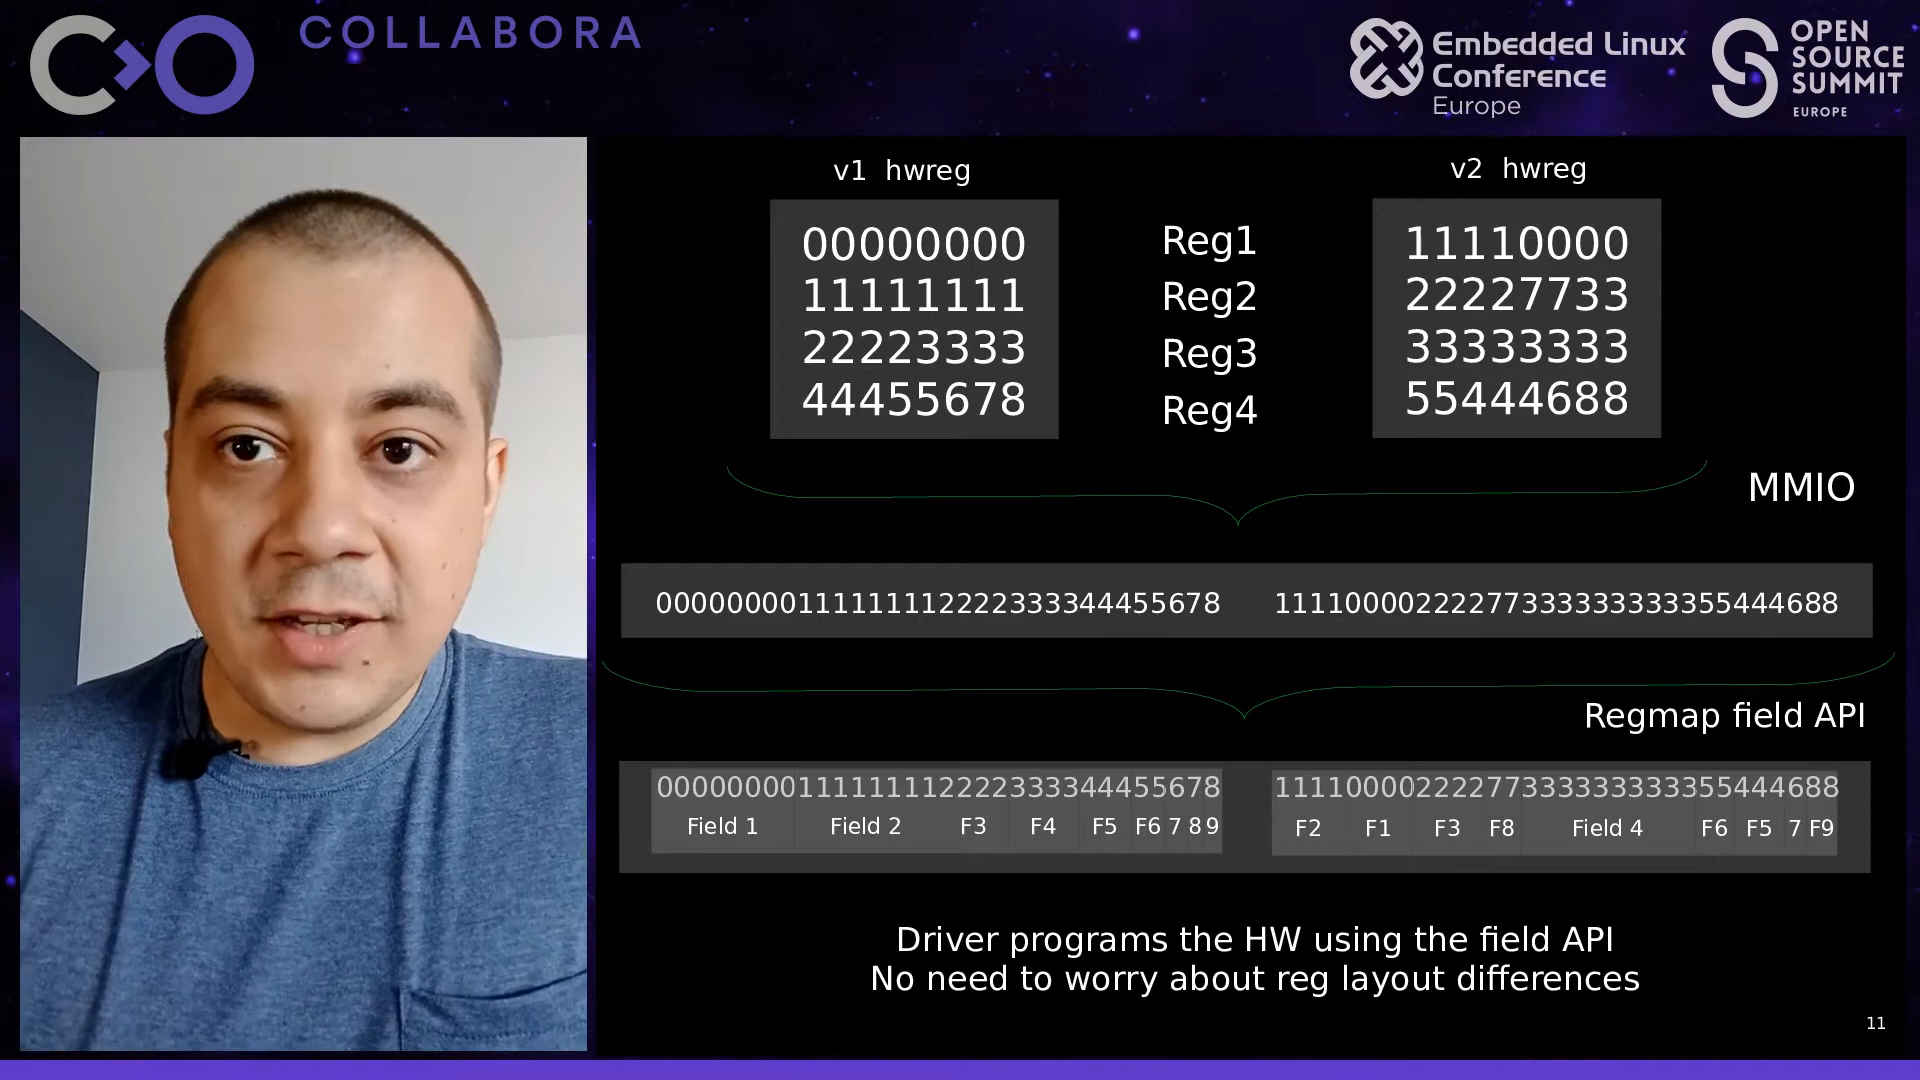 COLLABORA
Embedded Linux
Conference
Europe
OPEN
SOURCE
SUMMIT
EUROPE
v1 hwreg
v2 hwreg
00000000
11111111
22223333
44455678
Reg1
Reg2
Reg3
Reg4
11110000
22227733
33333333
55444688
MMIO
00000000111111112222333344455678
11110000222277333333333355444688
Regmap field API
00000000111111112222333344455678
Field 1 Field 2 F3 F4 F5 F6 7 8 9
11110000222277333333333355444688
F2 F1 F3 F8 Field 4 F6 F5 7 F9
Driver programs the HW using the field API
No need to worry about reg layout differences
11